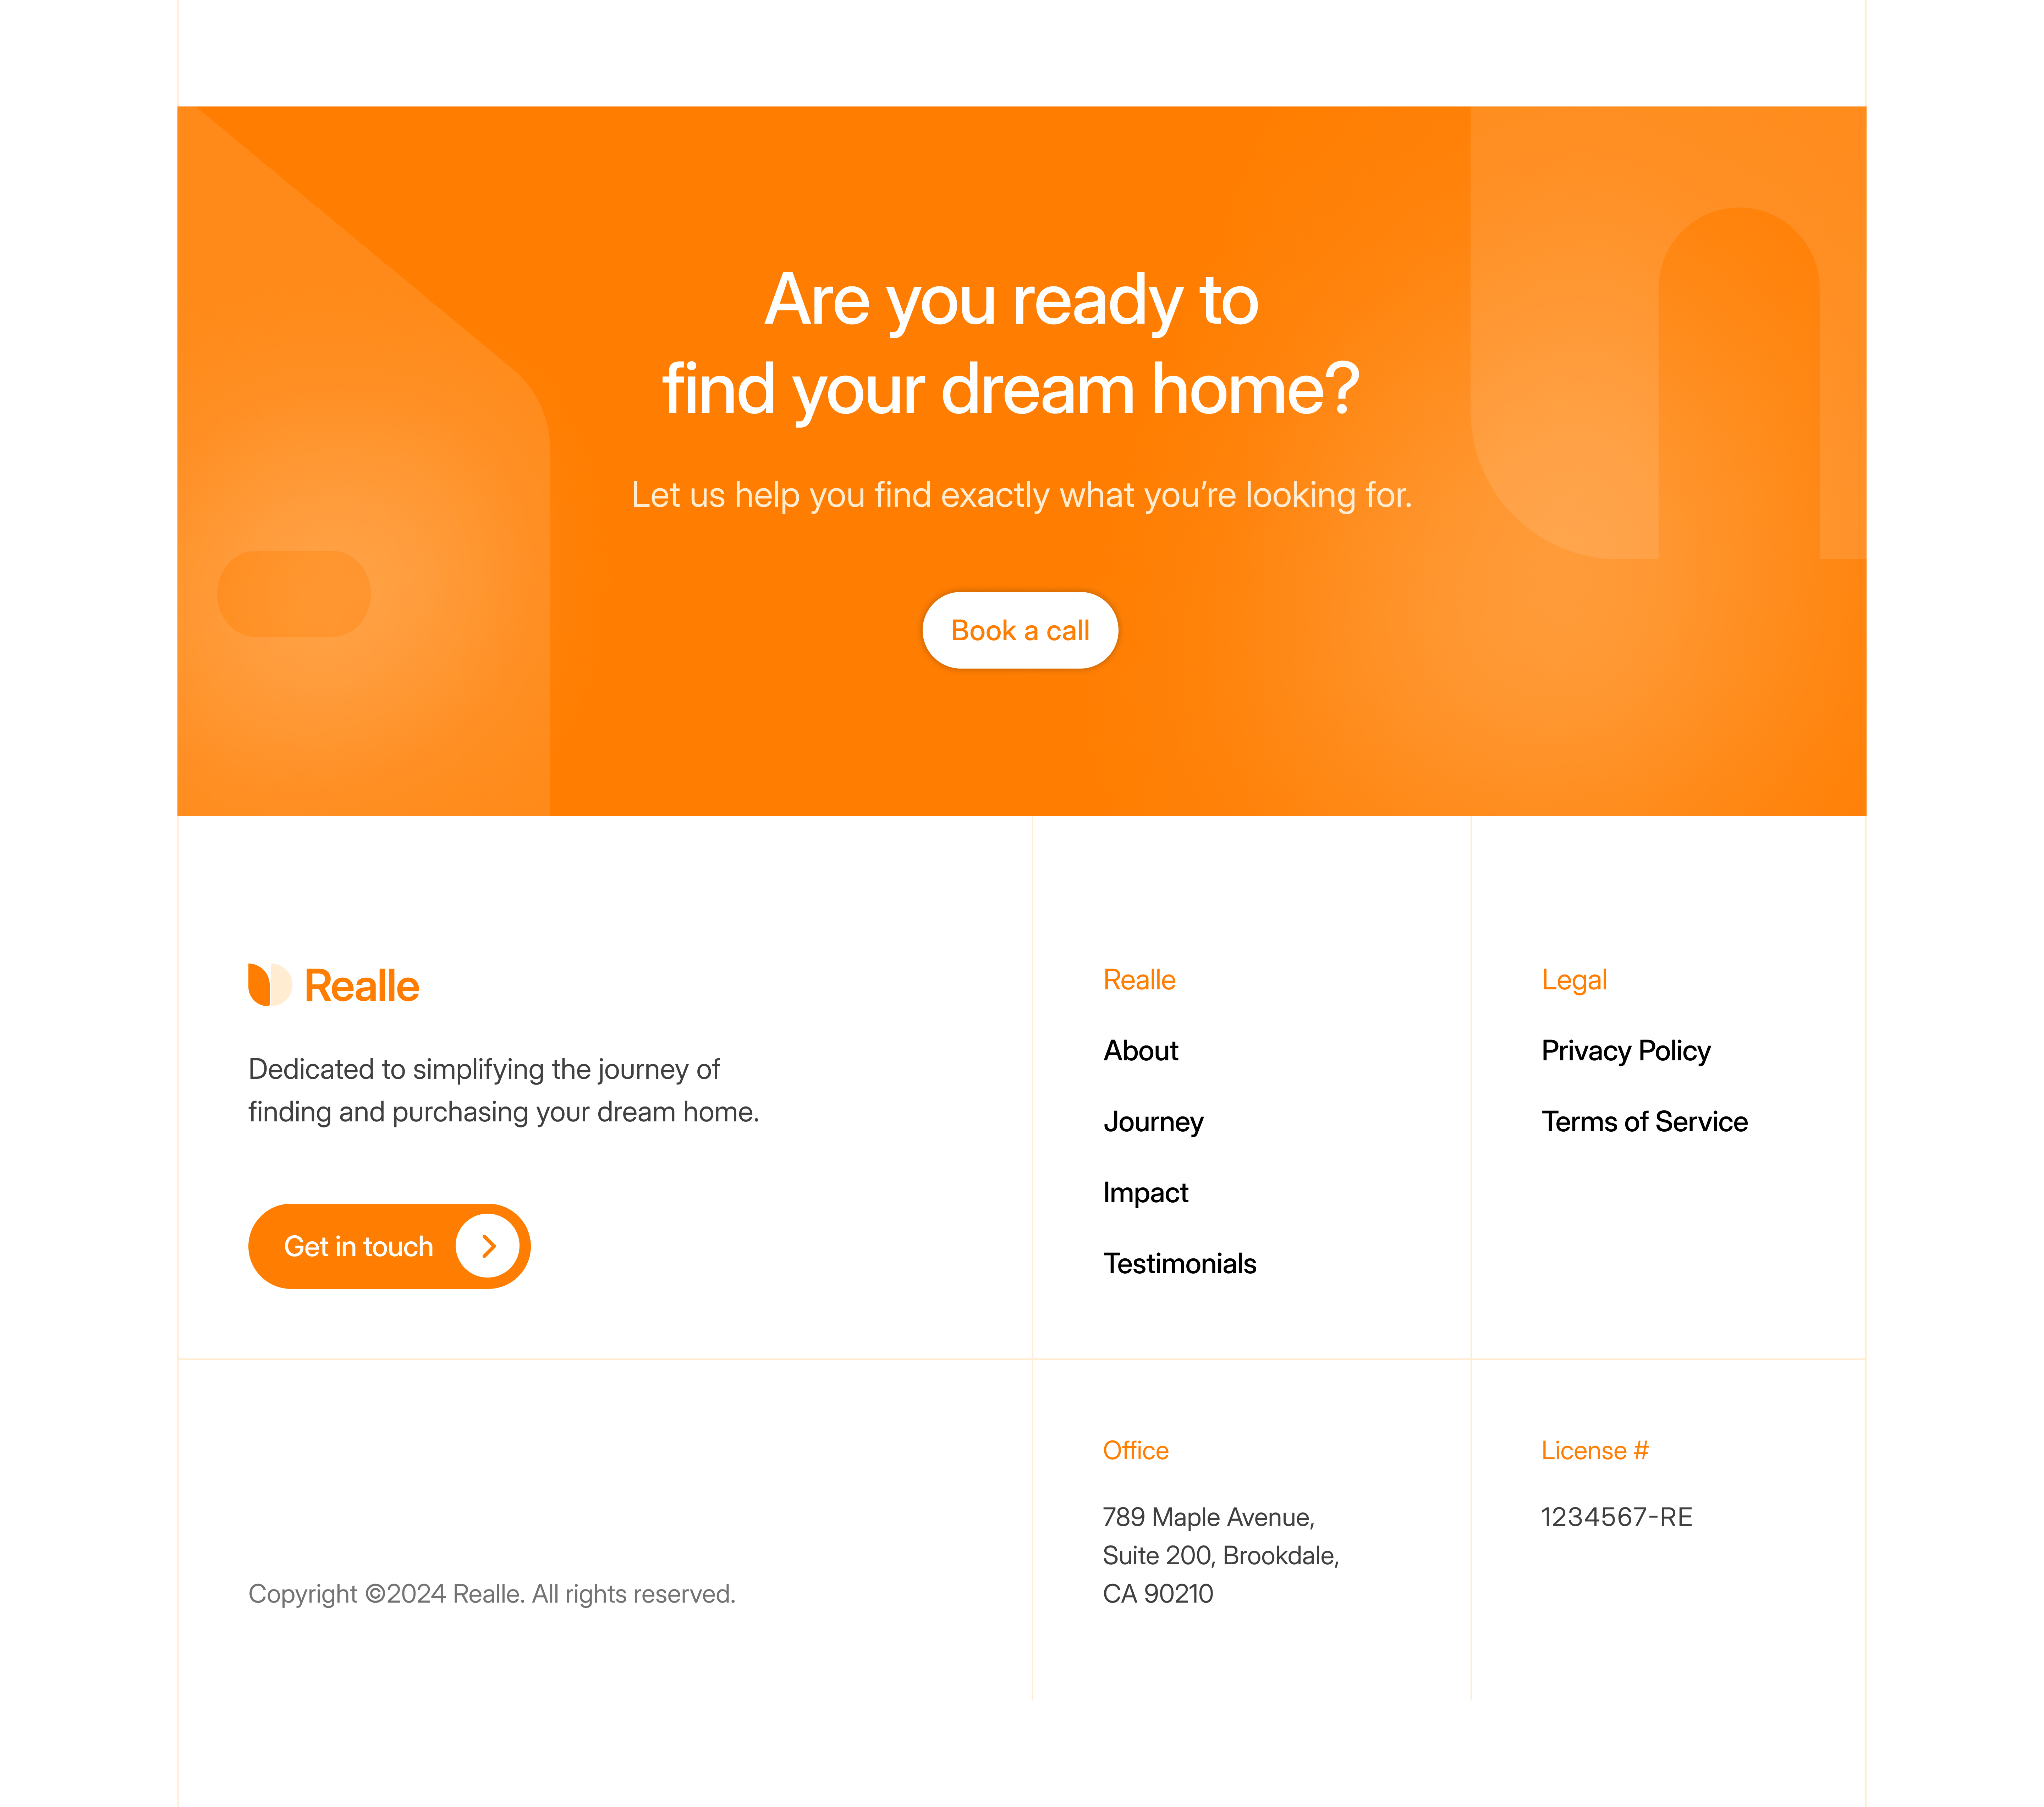 Are you ready to
find your dream home?
Let us help you find exactly what you’re looking for.
Book a call
Realle
Dedicated to simplifying the journey of
finding and purchasing your dream home.
Get in touch
Realle
About
Journey
Impact
Testimonials
Legal
Privacy Policy
Terms of Service
Copyright ©2024 Realle. All rights reserved.
Office
789 Maple Avenue,
Suite 200, Brookdale,
CA 90210
License #
1234567-RE